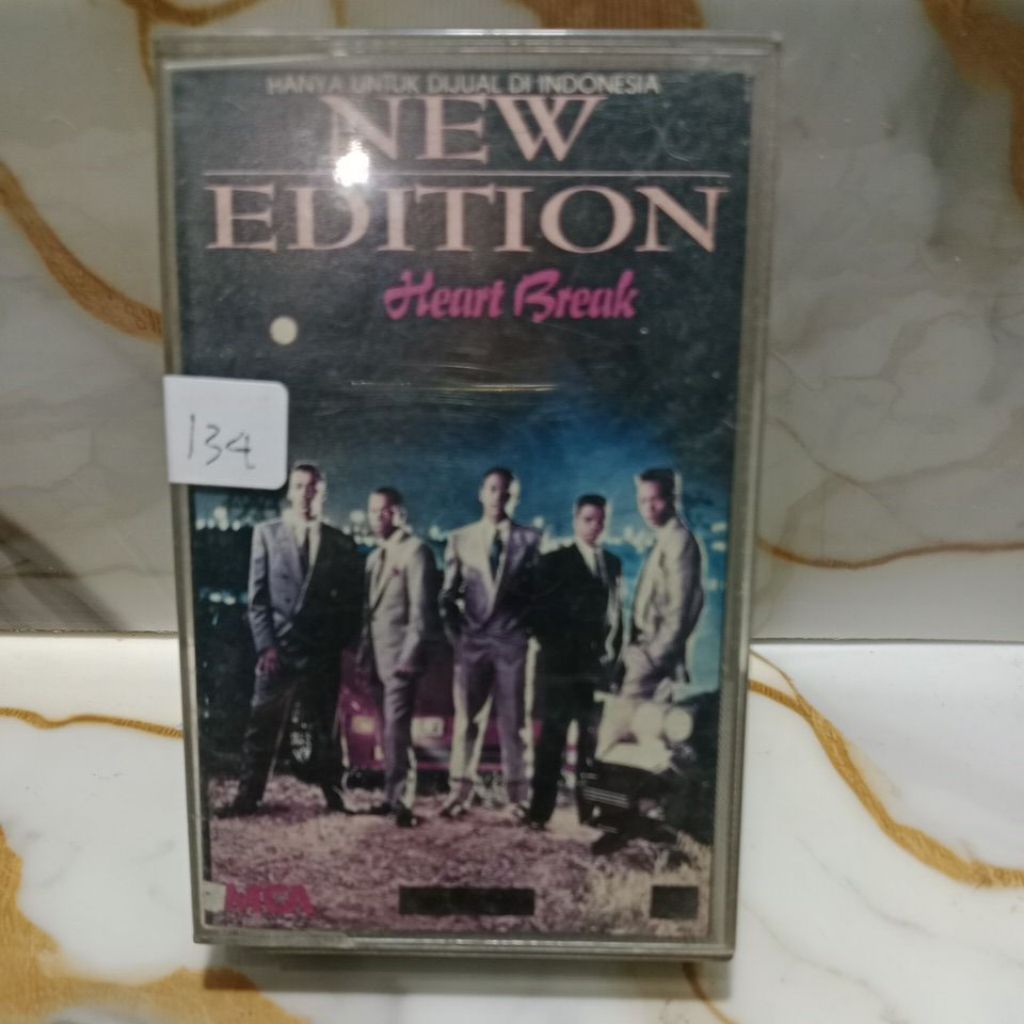 HANYA UNTUK DIJUAL DI INDONESIA
NEW
EDITION
Heart Break
134
MCA